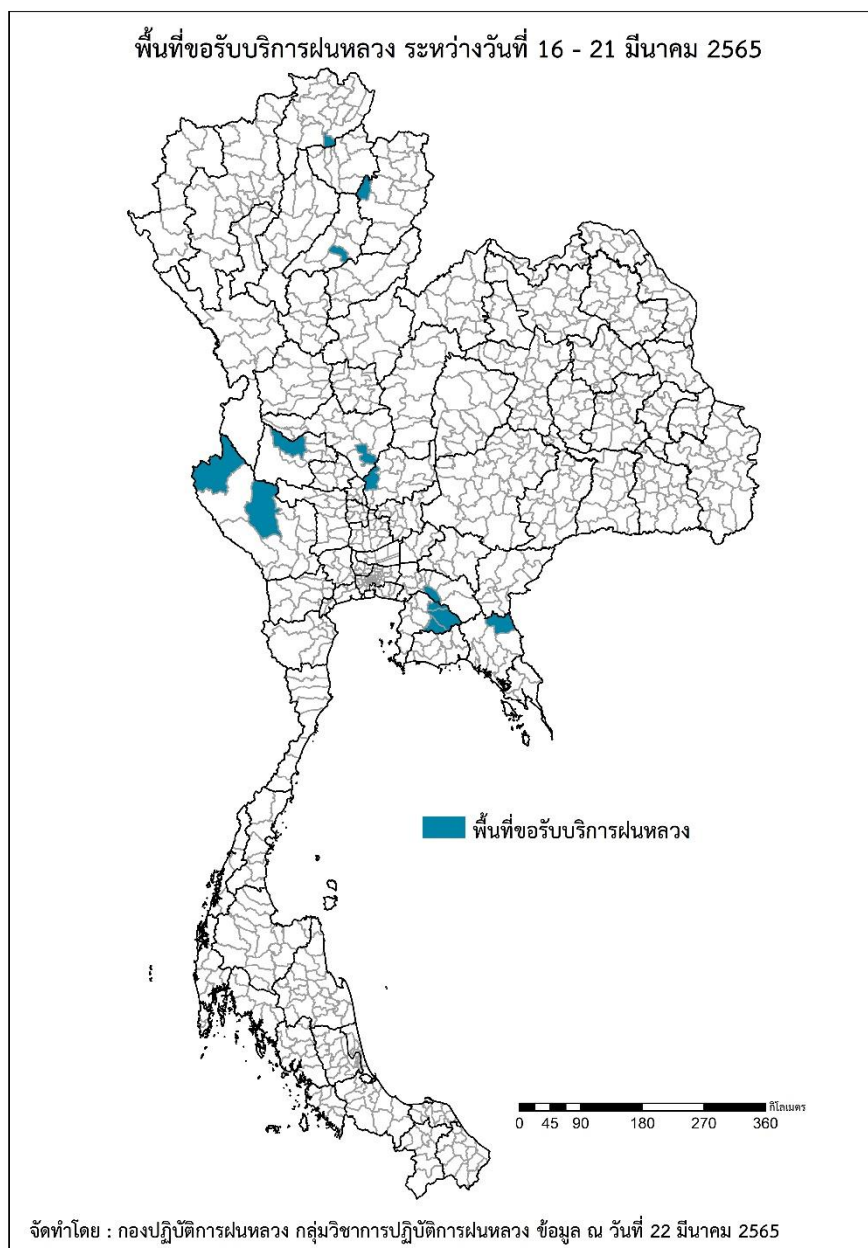 พื้นที่ขอรับบริการฝนหลวง ระหว่างวันที่ 16 - 21 มีนาคม 2565
พื้นที่ขอรับบริการฝนหลวง
กิโลเมตร
0 45 90 180 270 360
จัดทำโดย : กองปฏิบัติการฝนหลวง กลุ่มวิชาการปฏิบัติการฝนหลวง ข้อมูล ณ วันที่ 22 มีนาคม 2565